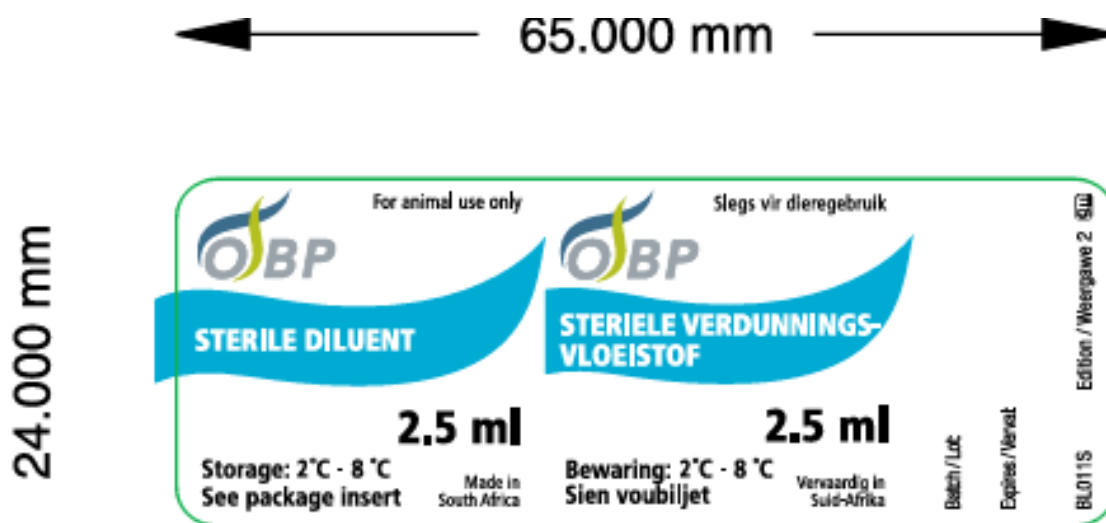 65.000 mm
24.000 mm
OBP
For animal use only
STERILE DILUENT
2.5 ml
Storage: 2°C - 8 °C
See package insert
Made in
South Africa
OBP
Slegs vir dieregebruik
STERIELE VERDUNNINGS-
VLOEISTOF
2.5 ml
Bewaring: 2°C - 8 °C
Sien voubiljet
Vervaardig in
Suid-Afrika
Batch / Lot:
Expires / Verval:
BL011S
Edition / Weergawe 2